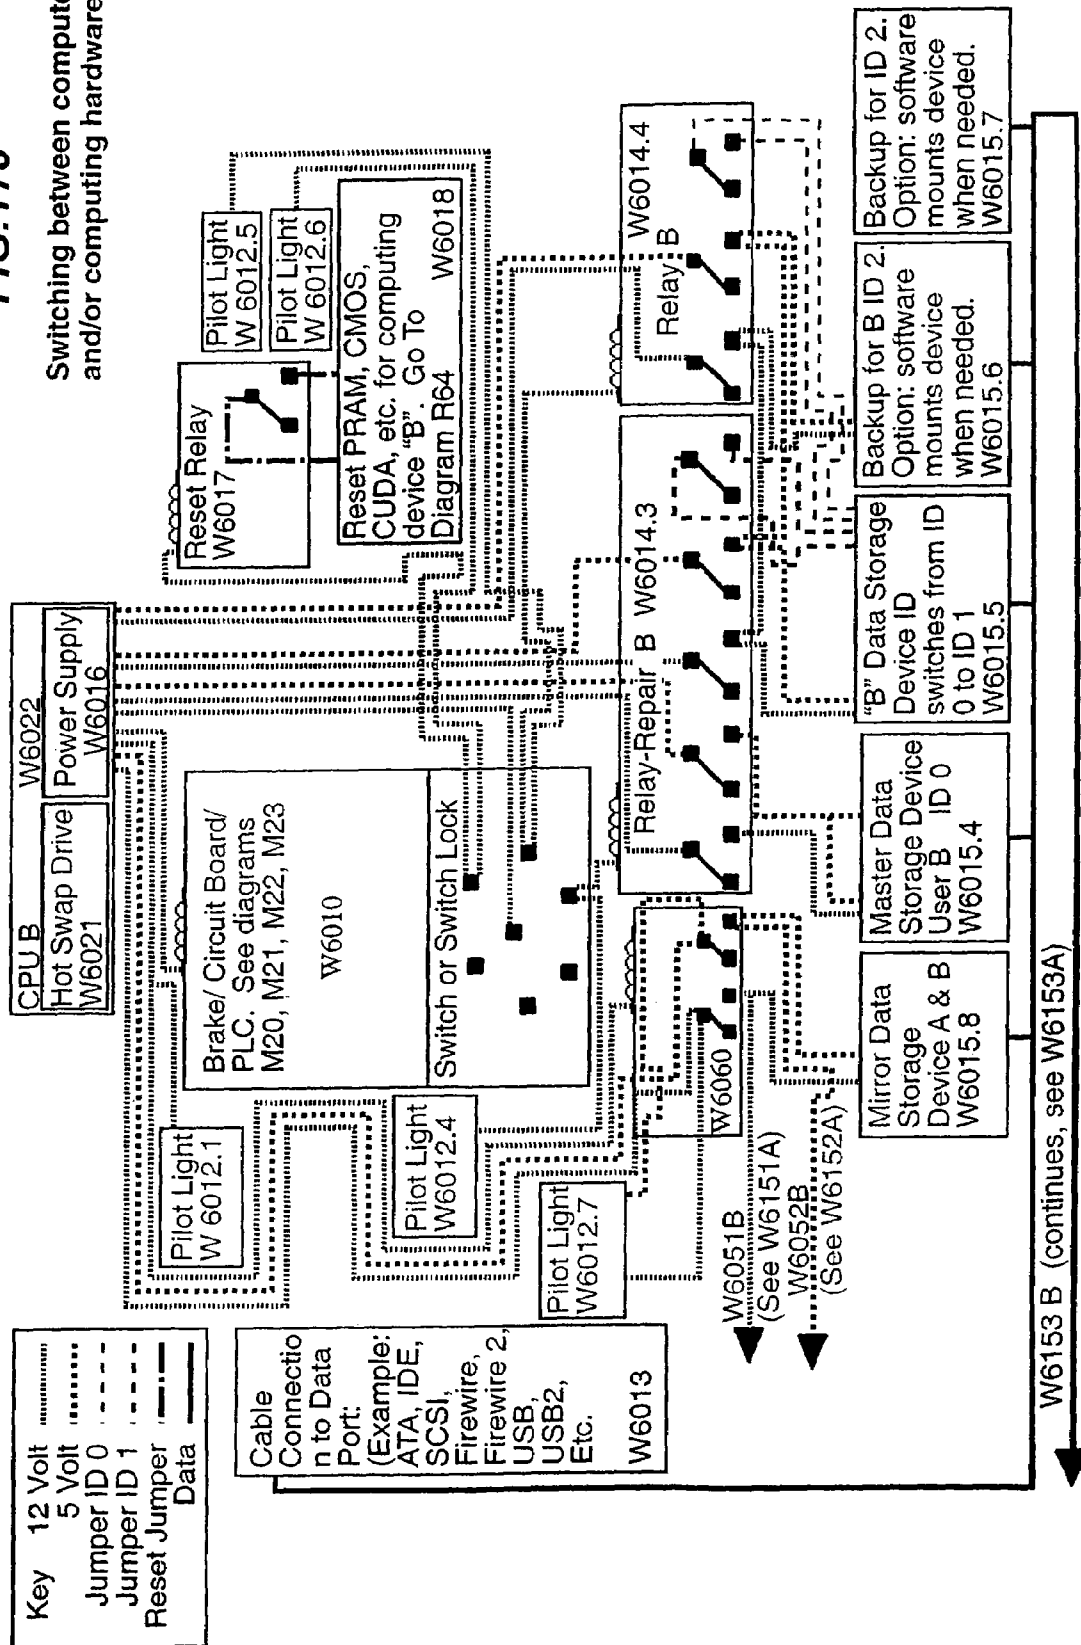 Switching between compute
and/or computing hardware
Key 12 Volt
5 Volt
Jumper ID 0
Jumper ID 1
Reset Jumper
Data
CPU B W6022
Hot Swap Drive
W6021
Power Supply
W6016
Reset Relay
W6017
Pilot Light
W 6012.5
Pilot Light
W 6012.6
Reset PRAM, CMOS,
CUDA, etc. for computing
device "B". Go To
Diagram R64 W6018
Brake/ Circuit Board/
PLC. See diagrams
M20, M21, M22, M23
W6010
Switch or Switch Lock
Pilot Light
W 6012.1
Pilot Light
W6012.4
Pilot Light
W6012.7
Cable
Connectio
n to Data
Port:
(Example:
ATA, IDE,
SCSI,
Firewire,
Firewire 2,
USB,
USB2,
Etc.
W6013
W6060
Relay-Repair B W6014.3
Relay B
W6014.4
W6051B
(See W6151A)
W6052B
(See W6152A)
Mirror Data
Storage
Device A & B
W6015.8
Master Data
Storage Device
User B ID 0
W6015.4
"B" Data Storage
Device ID
switches from ID
0 to ID 1
W6015.5
Backup for B ID 2.
Option: software
mounts device
when needed.
W6015.6
Backup for ID 2.
Option: software
mounts device
when needed.
W6015.7
W6153 B (continues, see W6153A)